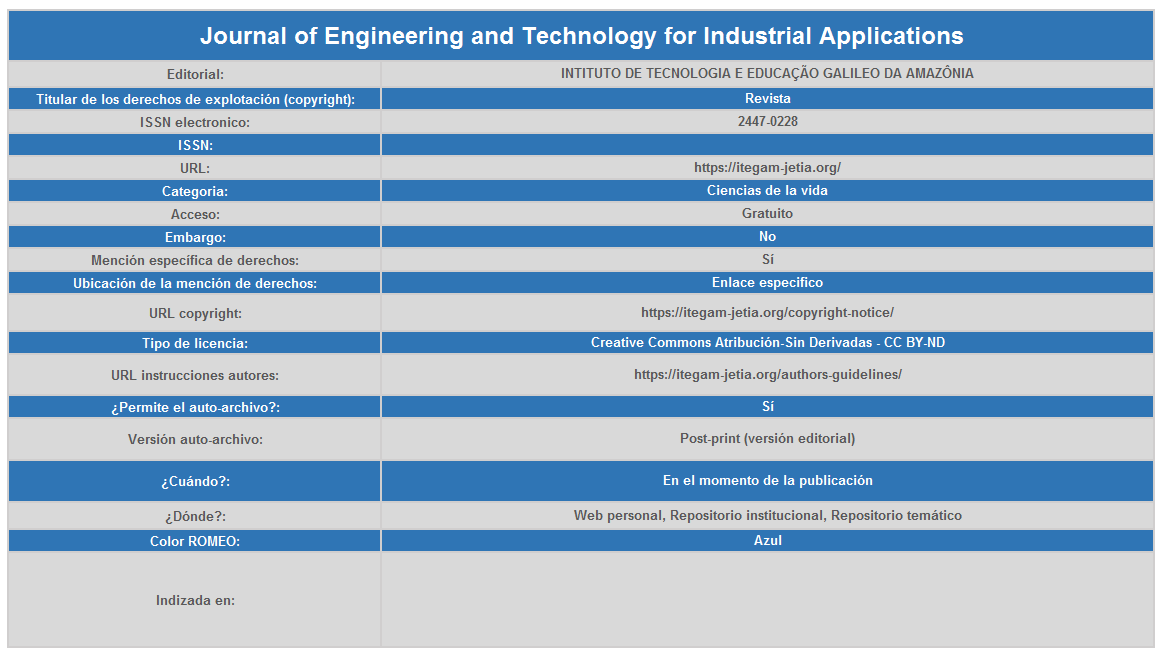 Journal of Engineering and Technology for Industrial Applications
Editorial: INTITUTO DE TECNOLOGIA E EDUCAÇÃO GALILEO DA AMAZÔNIA
Titular de los derechos de explotación (copyright): Revista
ISSN electronico: 2447-0228
ISSN:
URL: https://itegam-jetia.org/
Categoria: Ciencias de la vida
Acceso: Gratuito
Embargo: No
Mención específica de derechos: Sí
Ubicación de la mención de derechos: Enlace especifico
URL copyright: https://itegam-jetia.org/copyright-notice/
Tipo de licencia: Creative Commons Atribución-Sin Derivadas - CC BY-ND
URL instrucciones autores: https://itegam-jetia.org/authors-guidelines/
¿Permite el auto-archivo?: Sí
Versión auto-archivo: Post-print (versión editorial)
¿Cuándo?: En el momento de la publicación
¿Dónde?: Web personal, Repositorio institucional, Repositorio temático
Color ROMEO: Azul
Indizada en: